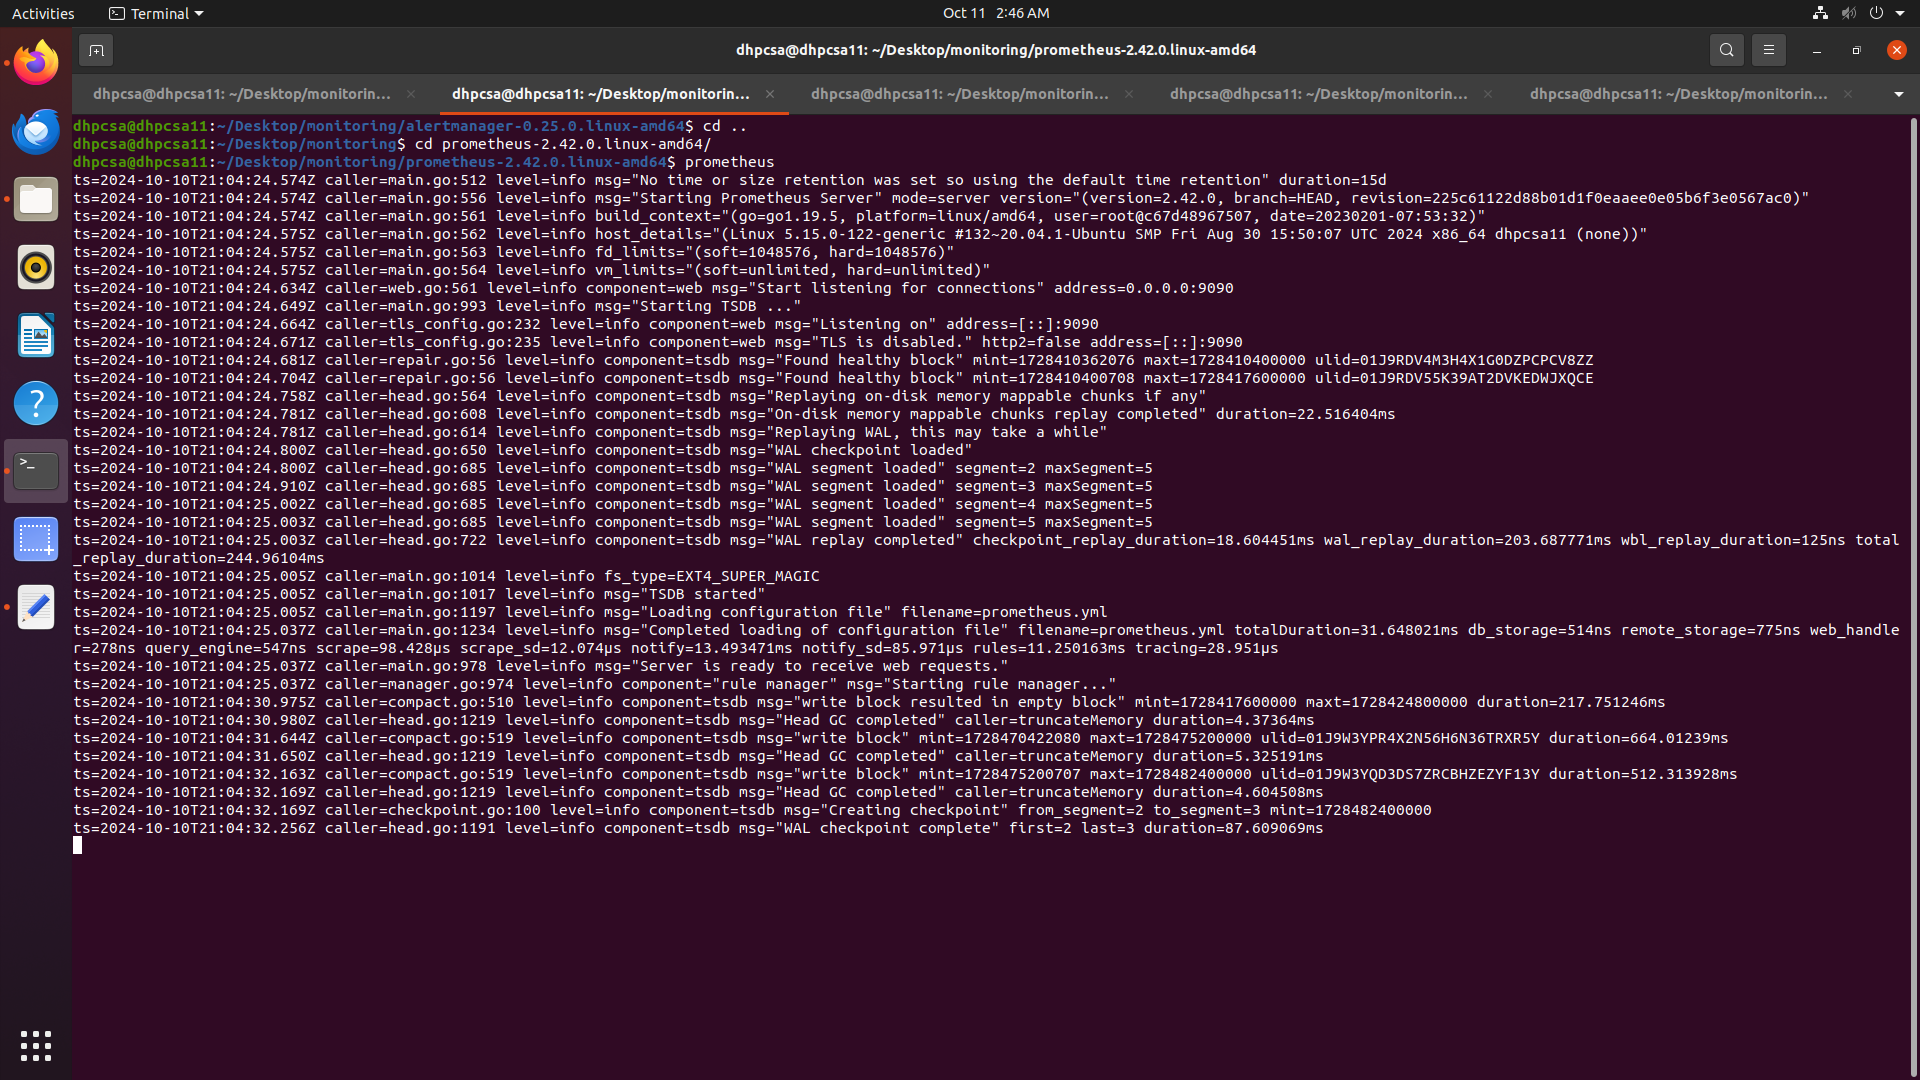 Activities
Terminal
Oct 11 2:46 AM
dhpcsa@dhpcsa11: ~/Desktop/monitoring/prometheus-2.42.0.linux-amd64
dhpcsa@dhpcsa11: ~/Desktop/monitorin...
dhpcsa@dhpcsa11: ~/Desktop/monitorin...
dhpcsa@dhpcsa11: ~/Desktop/monitorin...
dhpcsa@dhpcsa11: ~/Desktop/monitorin...
dhpcsa@dhpcsa11: ~/Desktop/monitorin...
dhpcsa@dhpcsa11:~/Desktop/monitoring/alertmanager-0.25.0.linux-amd64$ cd ..
dhpcsa@dhpcsa11:~/Desktop/monitoring$ cd prometheus-2.42.0.linux-amd64/
dhpcsa@dhpcsa11:~/Desktop/monitoring/prometheus-2.42.0.linux-amd64$ prometheus
ts=2024-10-10T21:04:24.574Z caller=main.go:512 level=info msg="No time or size retention was set so using the default time retention" duration=15d
ts=2024-10-10T21:04:24.574Z caller=main.go:556 level=info msg="Starting Prometheus Server" mode=server version="(version=2.42.0, branch=HEAD, revision=225c61122d88b01d1f0eaaee0e05b6f3e0567ac0)"
ts=2024-10-10T21:04:24.574Z caller=main.go:561 level=info build_context="(go=go1.19.5, platform=linux/amd64, user=root@c67d48967507, date=20230201-07:53:32)"
ts=2024-10-10T21:04:24.575Z caller=main.go:562 level=info host_details="(Linux 5.15.0-122-generic #132~20.04.1-Ubuntu SMP Fri Aug 30 15:50:07 UTC 2024 x86_64 dhpcsa11 (none))"
ts=2024-10-10T21:04:24.575Z caller=main.go:563 level=info fd_limits="(soft=1048576, hard=1048576)"
ts=2024-10-10T21:04:24.575Z caller=main.go:564 level=info vm_limits="(soft=unlimited, hard=unlimited)"
ts=2024-10-10T21:04:24.634Z caller=web.go:561 level=info component=web msg="Start listening for connections" address=0.0.0.0:9090
ts=2024-10-10T21:04:24.649Z caller=main.go:993 level=info msg="Starting TSDB ..."
ts=2024-10-10T21:04:24.664Z caller=tls_config.go:232 level=info component=web msg="Listening on" address=[::]:9090
ts=2024-10-10T21:04:24.671Z caller=tls_config.go:235 level=info component=web msg="TLS is disabled." http2=false address=[::]:9090
ts=2024-10-10T21:04:24.681Z caller=repair.go:56 level=info component=tsdb msg="Found healthy block" mint=1728410362076 maxt=1728410400000 ulid=01J9RDV4M3H4X1G0DZPCPCV8ZZ
ts=2024-10-10T21:04:24.704Z caller=repair.go:56 level=info component=tsdb msg="Found healthy block" mint=1728410400708 maxt=1728417600000 ulid=01J9RDV55K39AT2DVKEDWJXQCE
ts=2024-10-10T21:04:24.758Z caller=head.go:564 level=info component=tsdb msg="Replaying on-disk memory mappable chunks if any"
ts=2024-10-10T21:04:24.781Z caller=head.go:608 level=info component=tsdb msg="On-disk memory mappable chunks replay completed" duration=22.516404ms
ts=2024-10-10T21:04:24.781Z caller=head.go:614 level=info component=tsdb msg="Replaying WAL, this may take a while"
ts=2024-10-10T21:04:24.800Z caller=head.go:650 level=info component=tsdb msg="WAL checkpoint loaded"
ts=2024-10-10T21:04:24.800Z caller=head.go:685 level=info component=tsdb msg="WAL segment loaded" segment=2 maxSegment=5
ts=2024-10-10T21:04:24.910Z caller=head.go:685 level=info component=tsdb msg="WAL segment loaded" segment=3 maxSegment=5
ts=2024-10-10T21:04:25.002Z caller=head.go:685 level=info component=tsdb msg="WAL segment loaded" segment=4 maxSegment=5
ts=2024-10-10T21:04:25.003Z caller=head.go:685 level=info component=tsdb msg="WAL segment loaded" segment=5 maxSegment=5
ts=2024-10-10T21:04:25.003Z caller=head.go:722 level=info component=tsdb msg="WAL replay completed" checkpoint_replay_duration=18.604451ms wal_replay_duration=203.687771ms wbl_replay_duration=125ns total
_replay_duration=244.96104ms
ts=2024-10-10T21:04:25.005Z caller=main.go:1014 level=info fs_type=EXT4_SUPER_MAGIC
ts=2024-10-10T21:04:25.005Z caller=main.go:1017 level=info msg="TSDB started"
ts=2024-10-10T21:04:25.005Z caller=main.go:1197 level=info msg="Loading configuration file" filename=prometheus.yml
ts=2024-10-10T21:04:25.037Z caller=main.go:1234 level=info msg="Completed loading of configuration file" filename=prometheus.yml totalDuration=31.648021ms db_storage=514ns remote_storage=775ns web_handle
r=278ns query_engine=547ns scrape=98.428µs scrape_sd=12.074µs notify=13.493471ms notify_sd=85.971µs rules=11.250163ms tracing=28.951µs
ts=2024-10-10T21:04:25.037Z caller=main.go:978 level=info msg="Server is ready to receive web requests."
ts=2024-10-10T21:04:25.037Z caller=manager.go:974 level=info component="rule manager" msg="Starting rule manager..."
ts=2024-10-10T21:04:30.975Z caller=compact.go:510 level=info component=tsdb msg="write block resulted in empty block" mint=1728417600000 maxt=1728424800000 duration=217.751246ms
ts=2024-10-10T21:04:30.980Z caller=head.go:1219 level=info component=tsdb msg="Head GC completed" caller=truncateMemory duration=4.37364ms
ts=2024-10-10T21:04:31.644Z caller=compact.go:519 level=info component=tsdb msg="write block" mint=1728470422080 maxt=1728475200000 ulid=01J9W3YPR4X2N56H6N36TRXR5Y duration=664.01239ms
ts=2024-10-10T21:04:31.650Z caller=head.go:1219 level=info component=tsdb msg="Head GC completed" caller=truncateMemory duration=5.325191ms
ts=2024-10-10T21:04:32.163Z caller=compact.go:519 level=info component=tsdb msg="write block" mint=1728475200707 maxt=1728482400000 ulid=01J9W3YQD3DS7ZRCBHZEZYF13Y duration=512.313928ms
ts=2024-10-10T21:04:32.169Z caller=head.go:1219 level=info component=tsdb msg="Head GC completed" caller=truncateMemory duration=4.604508ms
ts=2024-10-10T21:04:32.169Z caller=checkpoint.go:100 level=info component=tsdb msg="Creating checkpoint" from_segment=2 to_segment=3 mint=1728482400000
ts=2024-10-10T21:04:32.256Z caller=head.go:1191 level=info component=tsdb msg="WAL checkpoint complete" first=2 last=3 duration=87.609069ms